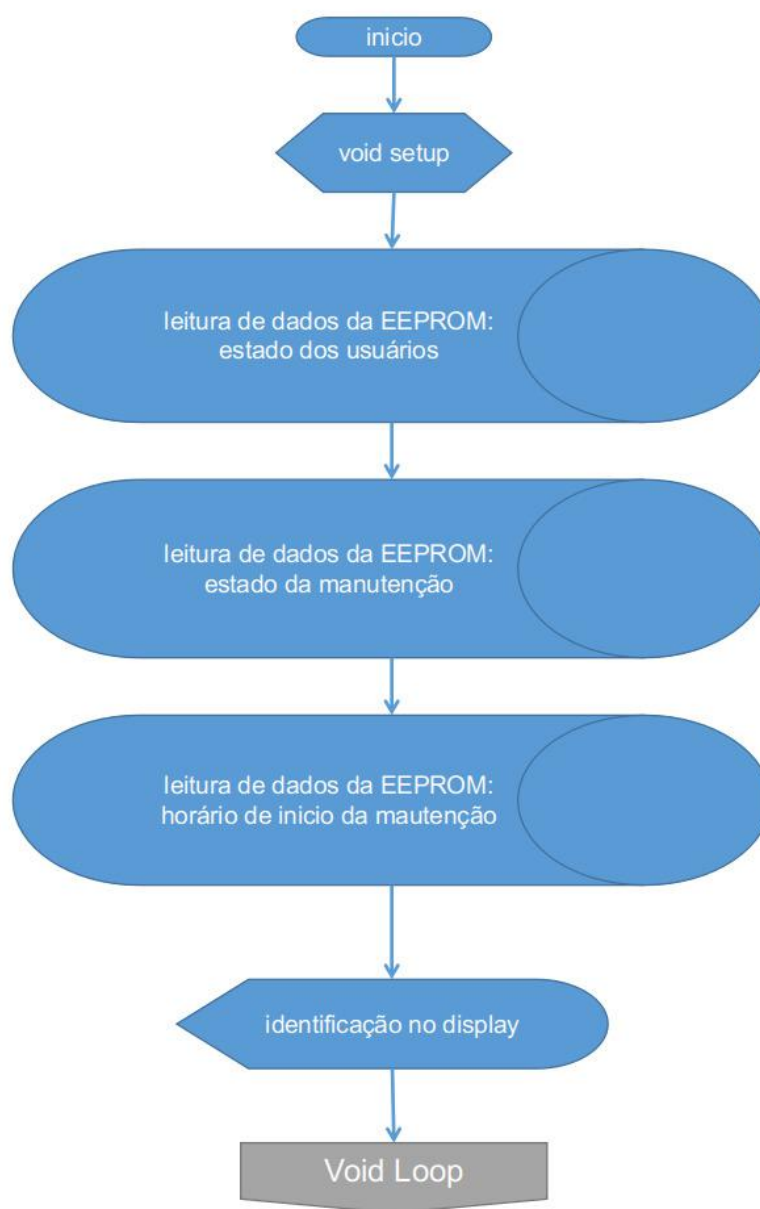 inicio
void setup
leitura de dados da EEPROM:
estado dos usuários
leitura de dados da EEPROM:
estado da manutenção
leitura de dados da EEPROM:
horário de inicio da mautenção
identificação no display
Void Loop